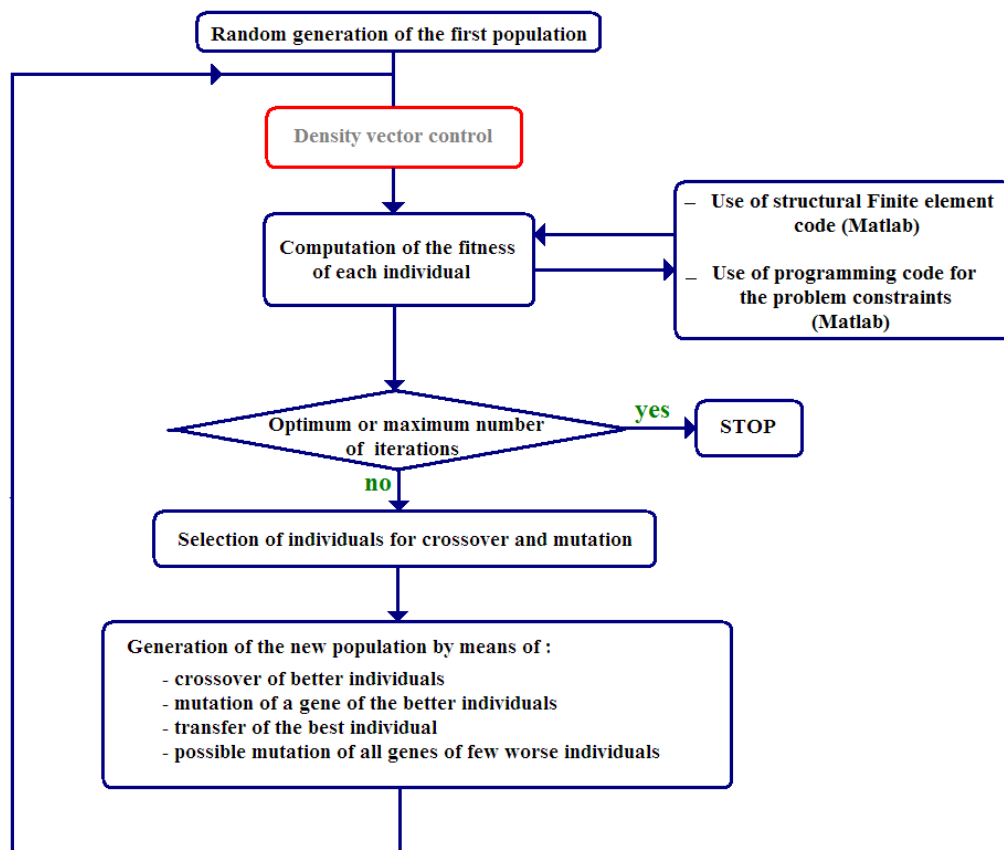 Random generation of the first population
Density vector control
Computation of the fitness
of each individual
– Use of structural Finite element
code (Matlab)
– Use of programming code for
the problem constraints
(Matlab)
Optimum or maximum number
of iterations
yes
STOP
no
Selection of individuals for crossover and mutation
Generation of the new population by means of :
- crossover of better individuals
- mutation of a gene of the better individuals
- transfer of the best individual
- possible mutation of all genes of few worse individuals